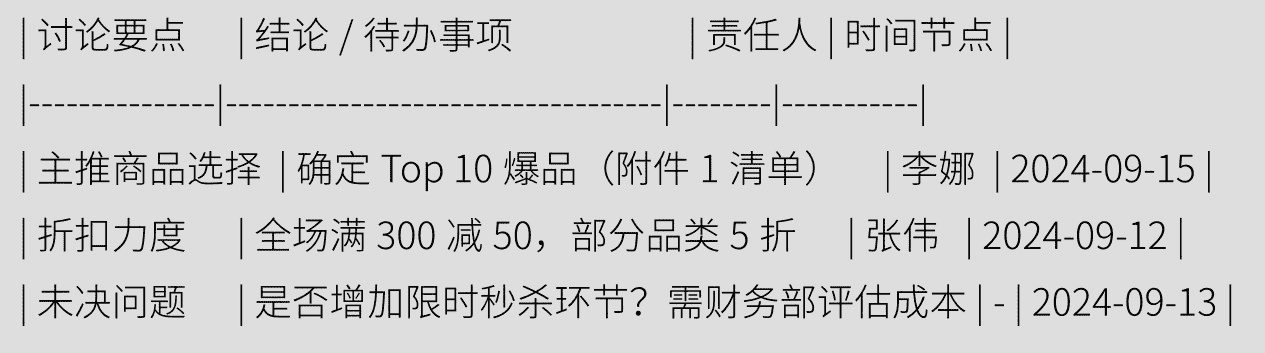 | 讨论要点 | 结论 / 待办事项 | 责任人 | 时间节点 |
|---------------|-----------------------------------|--------|-----------|
| 主推商品选择 | 确定 Top 10 爆品（附件 1 清单） | 李娜 | 2024-09-15 |
| 折扣力度 | 全场满 300 减 50，部分品类 5 折 | 张伟 | 2024-09-12 |
| 未决问题 | 是否增加限时秒杀环节？需财务部评估成本 | - | 2024-09-13 |